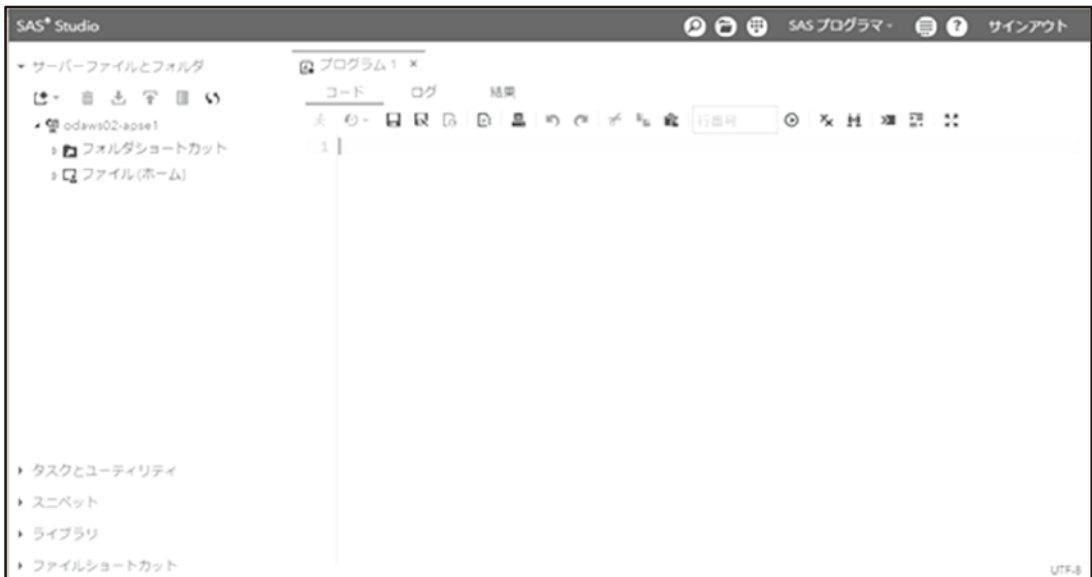 SAS® Studio SAS プログラマ サインアウト
サーバーファイルとフォルダ
プログラム 1 ×
コード ログ 結果
行番号
odaws02-apse1
フォルダショートカット
ファイル (ホーム)
1
タスクとユーティリティ
スニペット
ライブラリ
ファイルショートカット
UTF-8